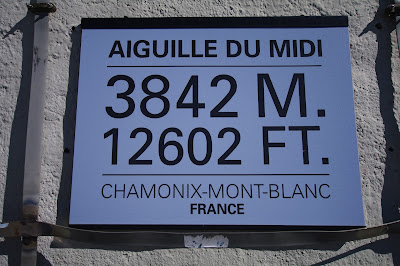 AIGUILLE DU MIDI
3842 M.
12602 FT.
CHAMONIX-MONT-BLANC
FRANCE